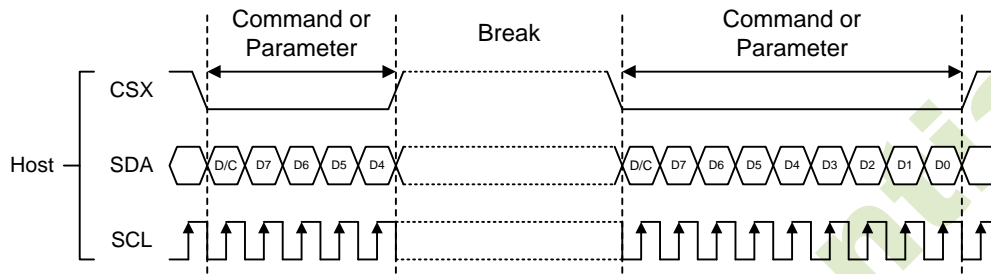 Command or
Parameter
Break
Command or
Parameter
CSX
Host
SDA
D/C D7 D6 D5 D4
D/C D7 D6 D5 D4 D3 D2 D1 D0
SCL